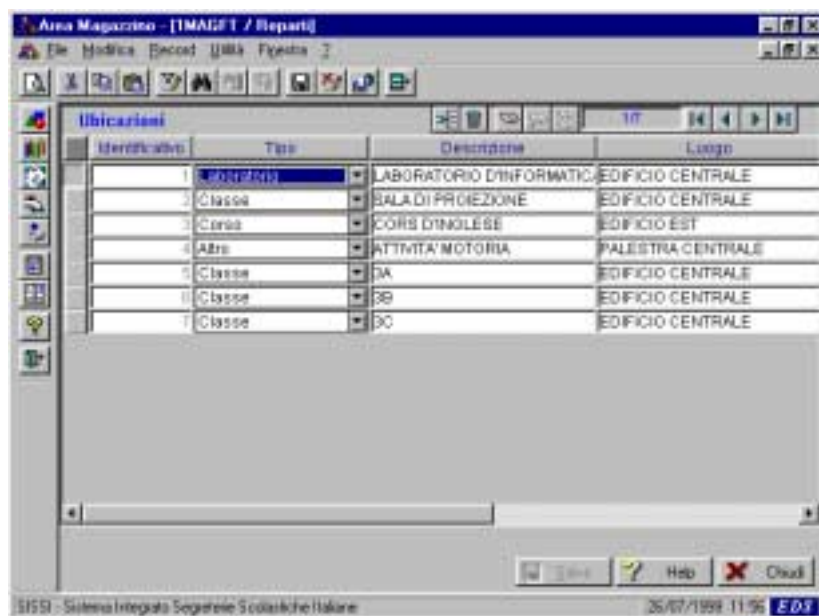 Area Magazzino - [1MAGFT / Reparti]
File Modifica Record Utilità Finestra ?
Ubicazioni 1/7
Identificativo Tipo Descrizione Luogo
1 Laboratorio LABORATORIO D'INFORMATICA EDIFICIO CENTRALE
2 Classe SALA DI PROIEZIONE EDIFICIO CENTRALE
3 Corso CORS D'INGLESE EDIFICIO EST
4 Altro ATTIVITA' MOTORIA PALESTRA CENTRALE
5 Classe 3A EDIFICIO CENTRALE
6 Classe 3B EDIFICIO CENTRALE
7 Classe 3C EDIFICIO CENTRALE
Help Chiudi
SISSI - Sistema Integrato Segreterie Scolastiche Italiane 26/07/1999 11:56 EDS